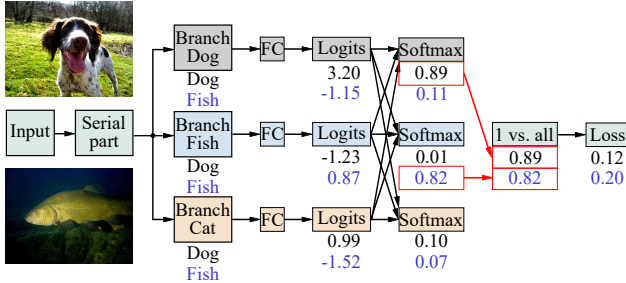 Input
Serial
part
Branch
Dog
FC
Logits
Softmax
Dog
3.20
0.89
Fish
-1.15
0.11
Branch
Fish
FC
Logits
Softmax
1 vs. all
Loss
Dog
-1.23
0.01
0.89
0.12
Fish
0.87
0.82
0.82
0.20
Branch
Cat
FC
Logits
Softmax
Dog
0.99
0.10
Fish
-1.52
0.07